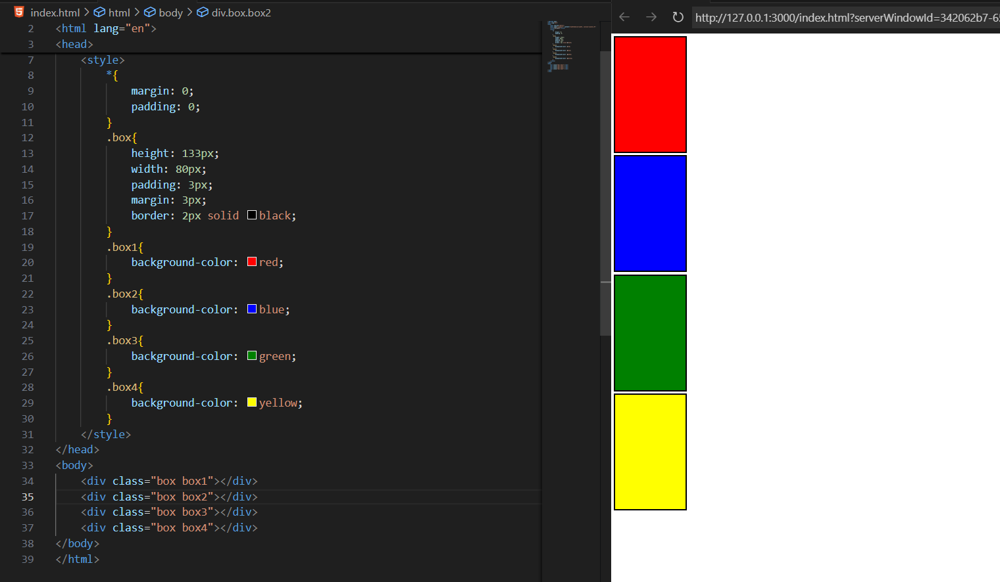 index.html > html > body > div.box.box2
http://127.0.0.1:3000/index.html?serverWindowId=342062b7-65
2 <html lang="en">
3 <head>
7 <style>
8 *{
9 margin: 0;
10 padding: 0;
11 }
12 .box{
13 height: 133px;
14 width: 80px;
15 padding: 3px;
16 margin: 3px;
17 border: 2px solid black;
18 }
19 .box1{
20 background-color: red;
21 }
22 .box2{
23 background-color: blue;
24 }
25 .box3{
26 background-color: green;
27 }
28 .box4{
29 background-color: yellow;
30 }
31 </style>
32 </head>
33 <body>
34 <div class="box box1"></div>
35 <div class="box box2"></div>
36 <div class="box box3"></div>
37 <div class="box box4"></div>
38 </body>
39 </html>